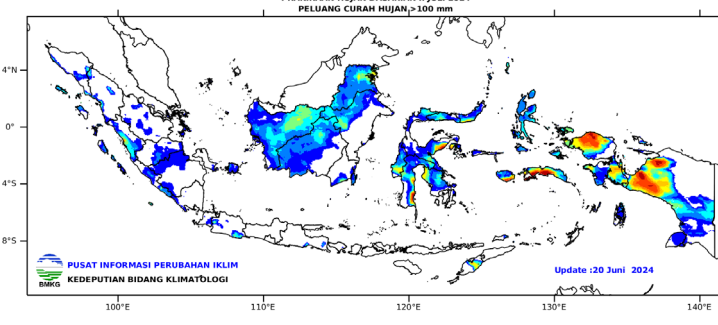 PELUANG CURAH HUJAN >100 mm
4°N
0°
4°S
8°S
PUSAT INFORMASI PERUBAHAN IKLIM
KEDEPUTIAN BIDANG KLIMATOLOGI
BMKG
Update :20 Juni 2024
100°E
110°E
120°E
130°E
140°E